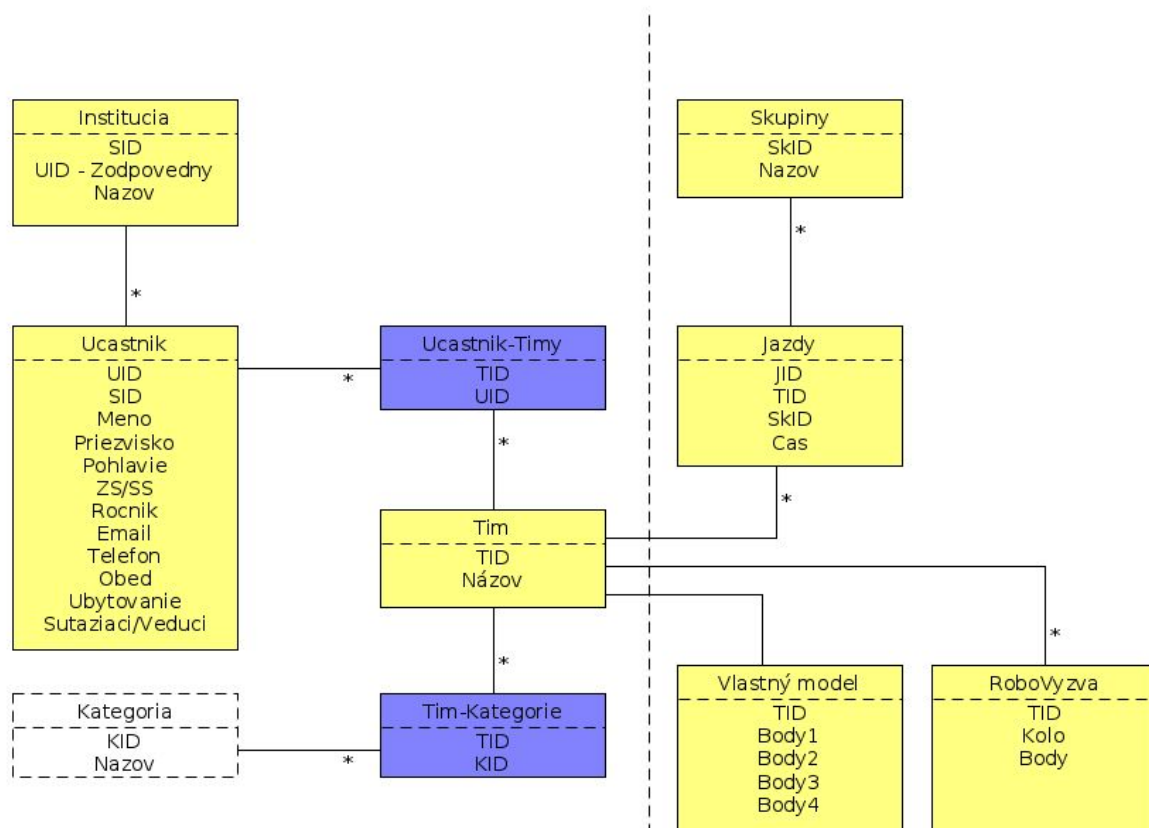 Institucia
SID
UID - Zodpovedny
Nazov
*
Ucastnik
UID
SID
Meno
Priezvisko
Pohlavie
ZS/SS
Rocnik
Email
Telefon
Obed
Ubytovanie
Sutaziaci/Veduci
*
Ucastnik-Timy
TID
UID
*
Tim
TID
Názov
*
Kategoria
KID
Nazov
*
Tim-Kategorie
TID
KID
Skupiny
SkID
Nazov
*
Jazdy
JID
TID
SkID
Cas
*
Vlastný model
TID
Body1
Body2
Body3
Body4
*
RoboVyzva
TID
Kolo
Body